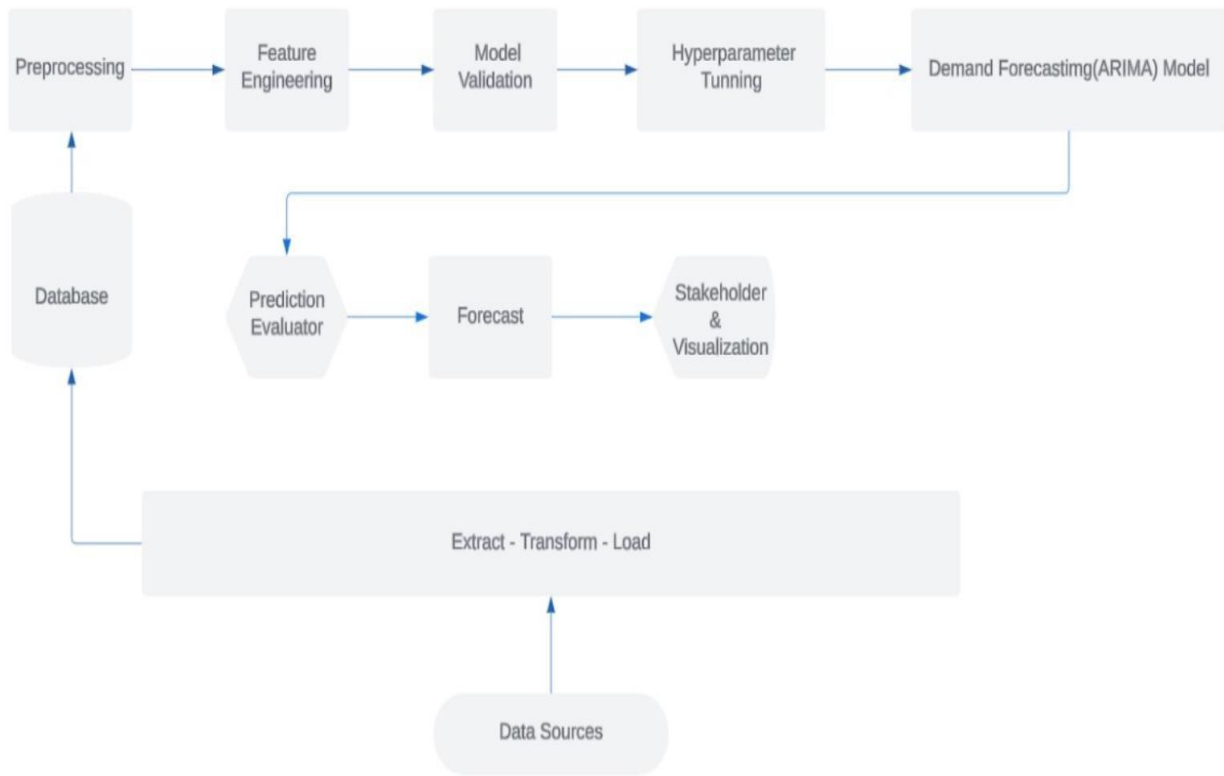 Preprocessing
Feature
Engineering
Model
Validation
Hyperparameter
Tunning
Demand Forecastimg(ARIMA) Model
Database
Prediction
Evaluator
Forecast
Stakeholder
&
Visualization
Extract - Transform - Load
Data Sources